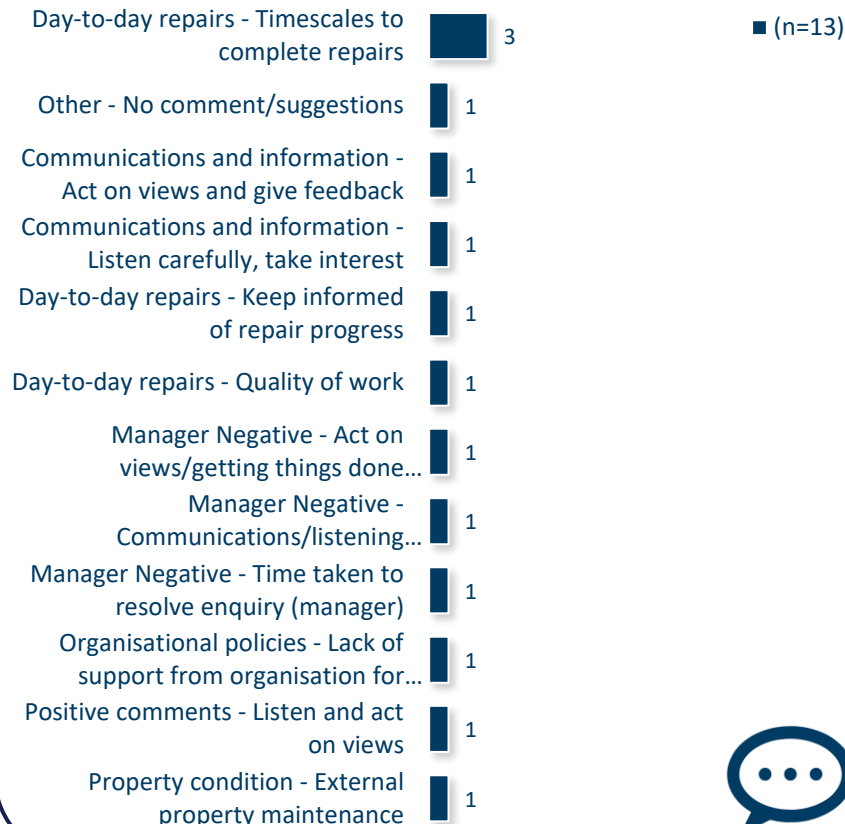 Day-to-day repairs - Timescales to
complete repairs
3
(n=13)
Other - No comment/suggestions
1
Communications and information -
Act on views and give feedback
1
Communications and information -
Listen carefully, take interest
1
Day-to-day repairs - Keep informed
of repair progress
1
Day-to-day repairs - Quality of work
1
Manager Negative - Act on
views/getting things done...
1
Manager Negative -
Communications/listening...
1
Manager Negative - Time taken to
resolve enquiry (manager)
1
Organisational policies - Lack of
support from organisation for...
1
Positive comments - Listen and act
on views
1
Property condition - External
property maintenance
1